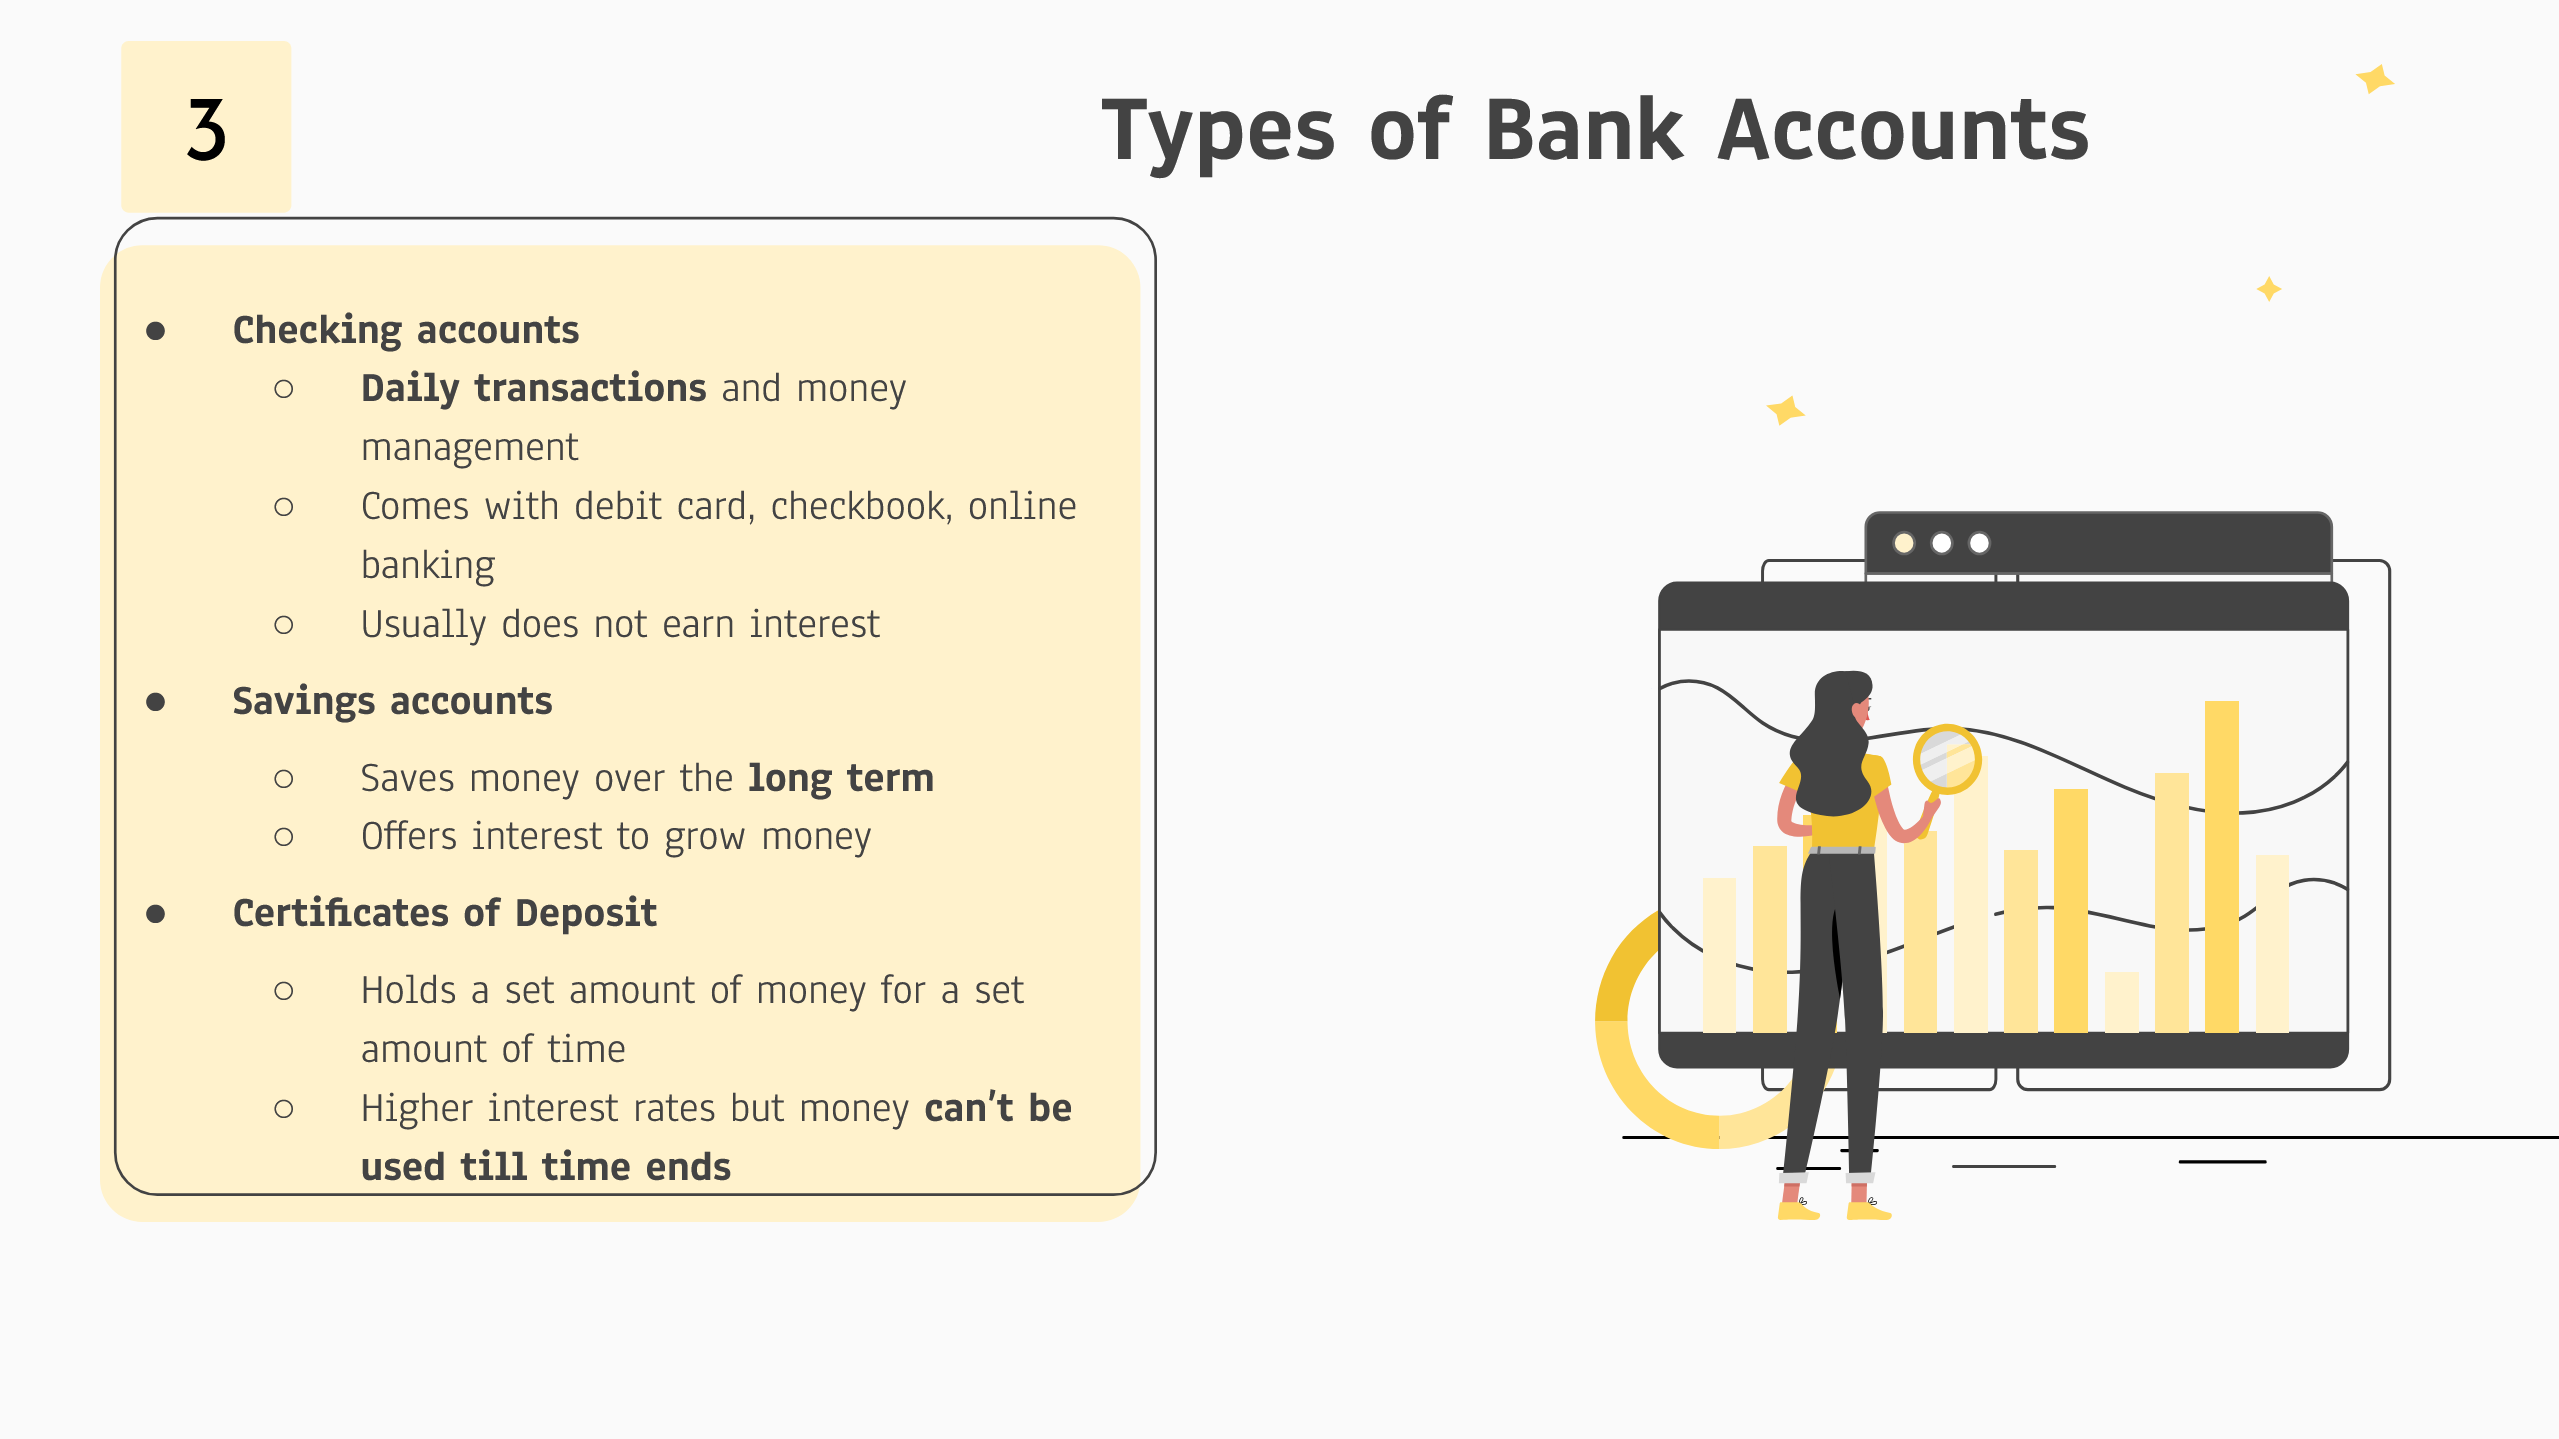 3
Types of Bank Accounts
● Checking accounts
○ Daily transactions and money
management
○ Comes with debit card, checkbook, online
banking
○ Usually does not earn interest
● Savings accounts
○ Saves money over the long term
○ Offers interest to grow money
● Certificates of Deposit
○ Holds a set amount of money for a set
amount of time
○ Higher interest rates but money can't be
used till time ends